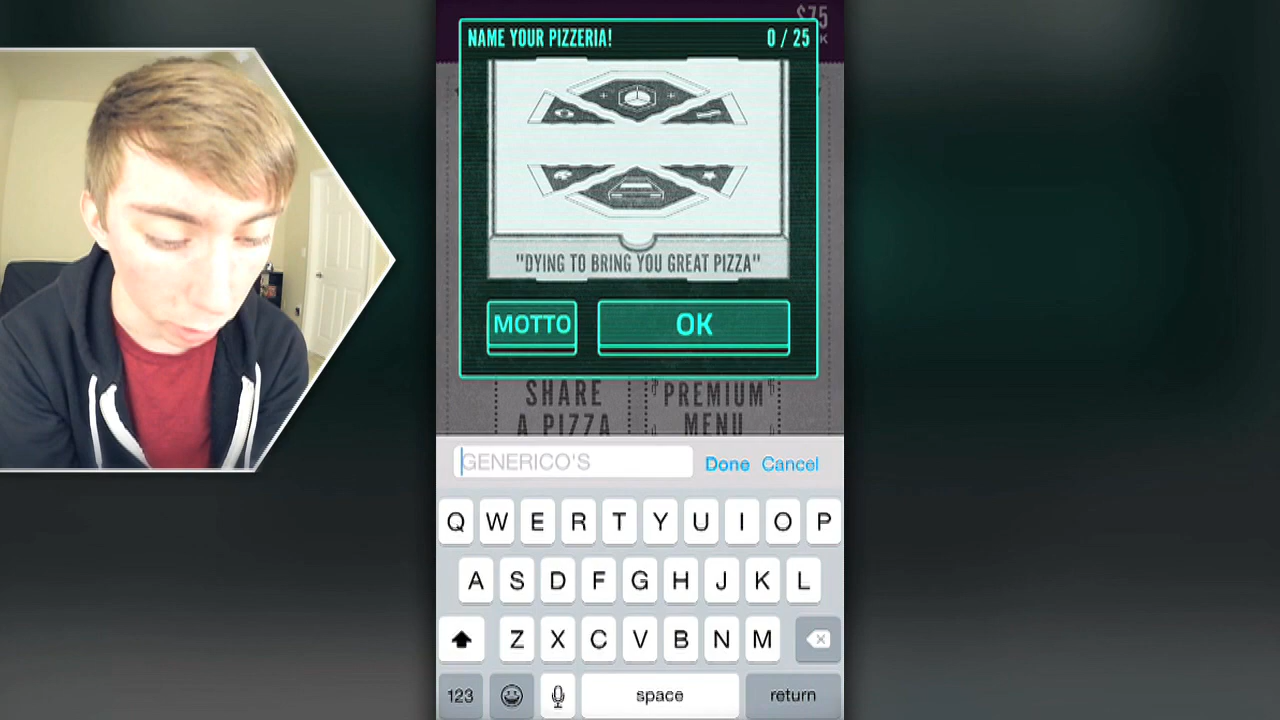 $75
K
NAME YOUR PIZZERIA! 0 / 25
"DYING TO BRING YOU GREAT PIZZA"
MOTTO OK
SHARE
A PIZZA
PREMIUM
MENU
GENERICO'S Done Cancel
Q W E R T Y U I O P
A S D F G H J K L
Z X C V B N M
123 space return